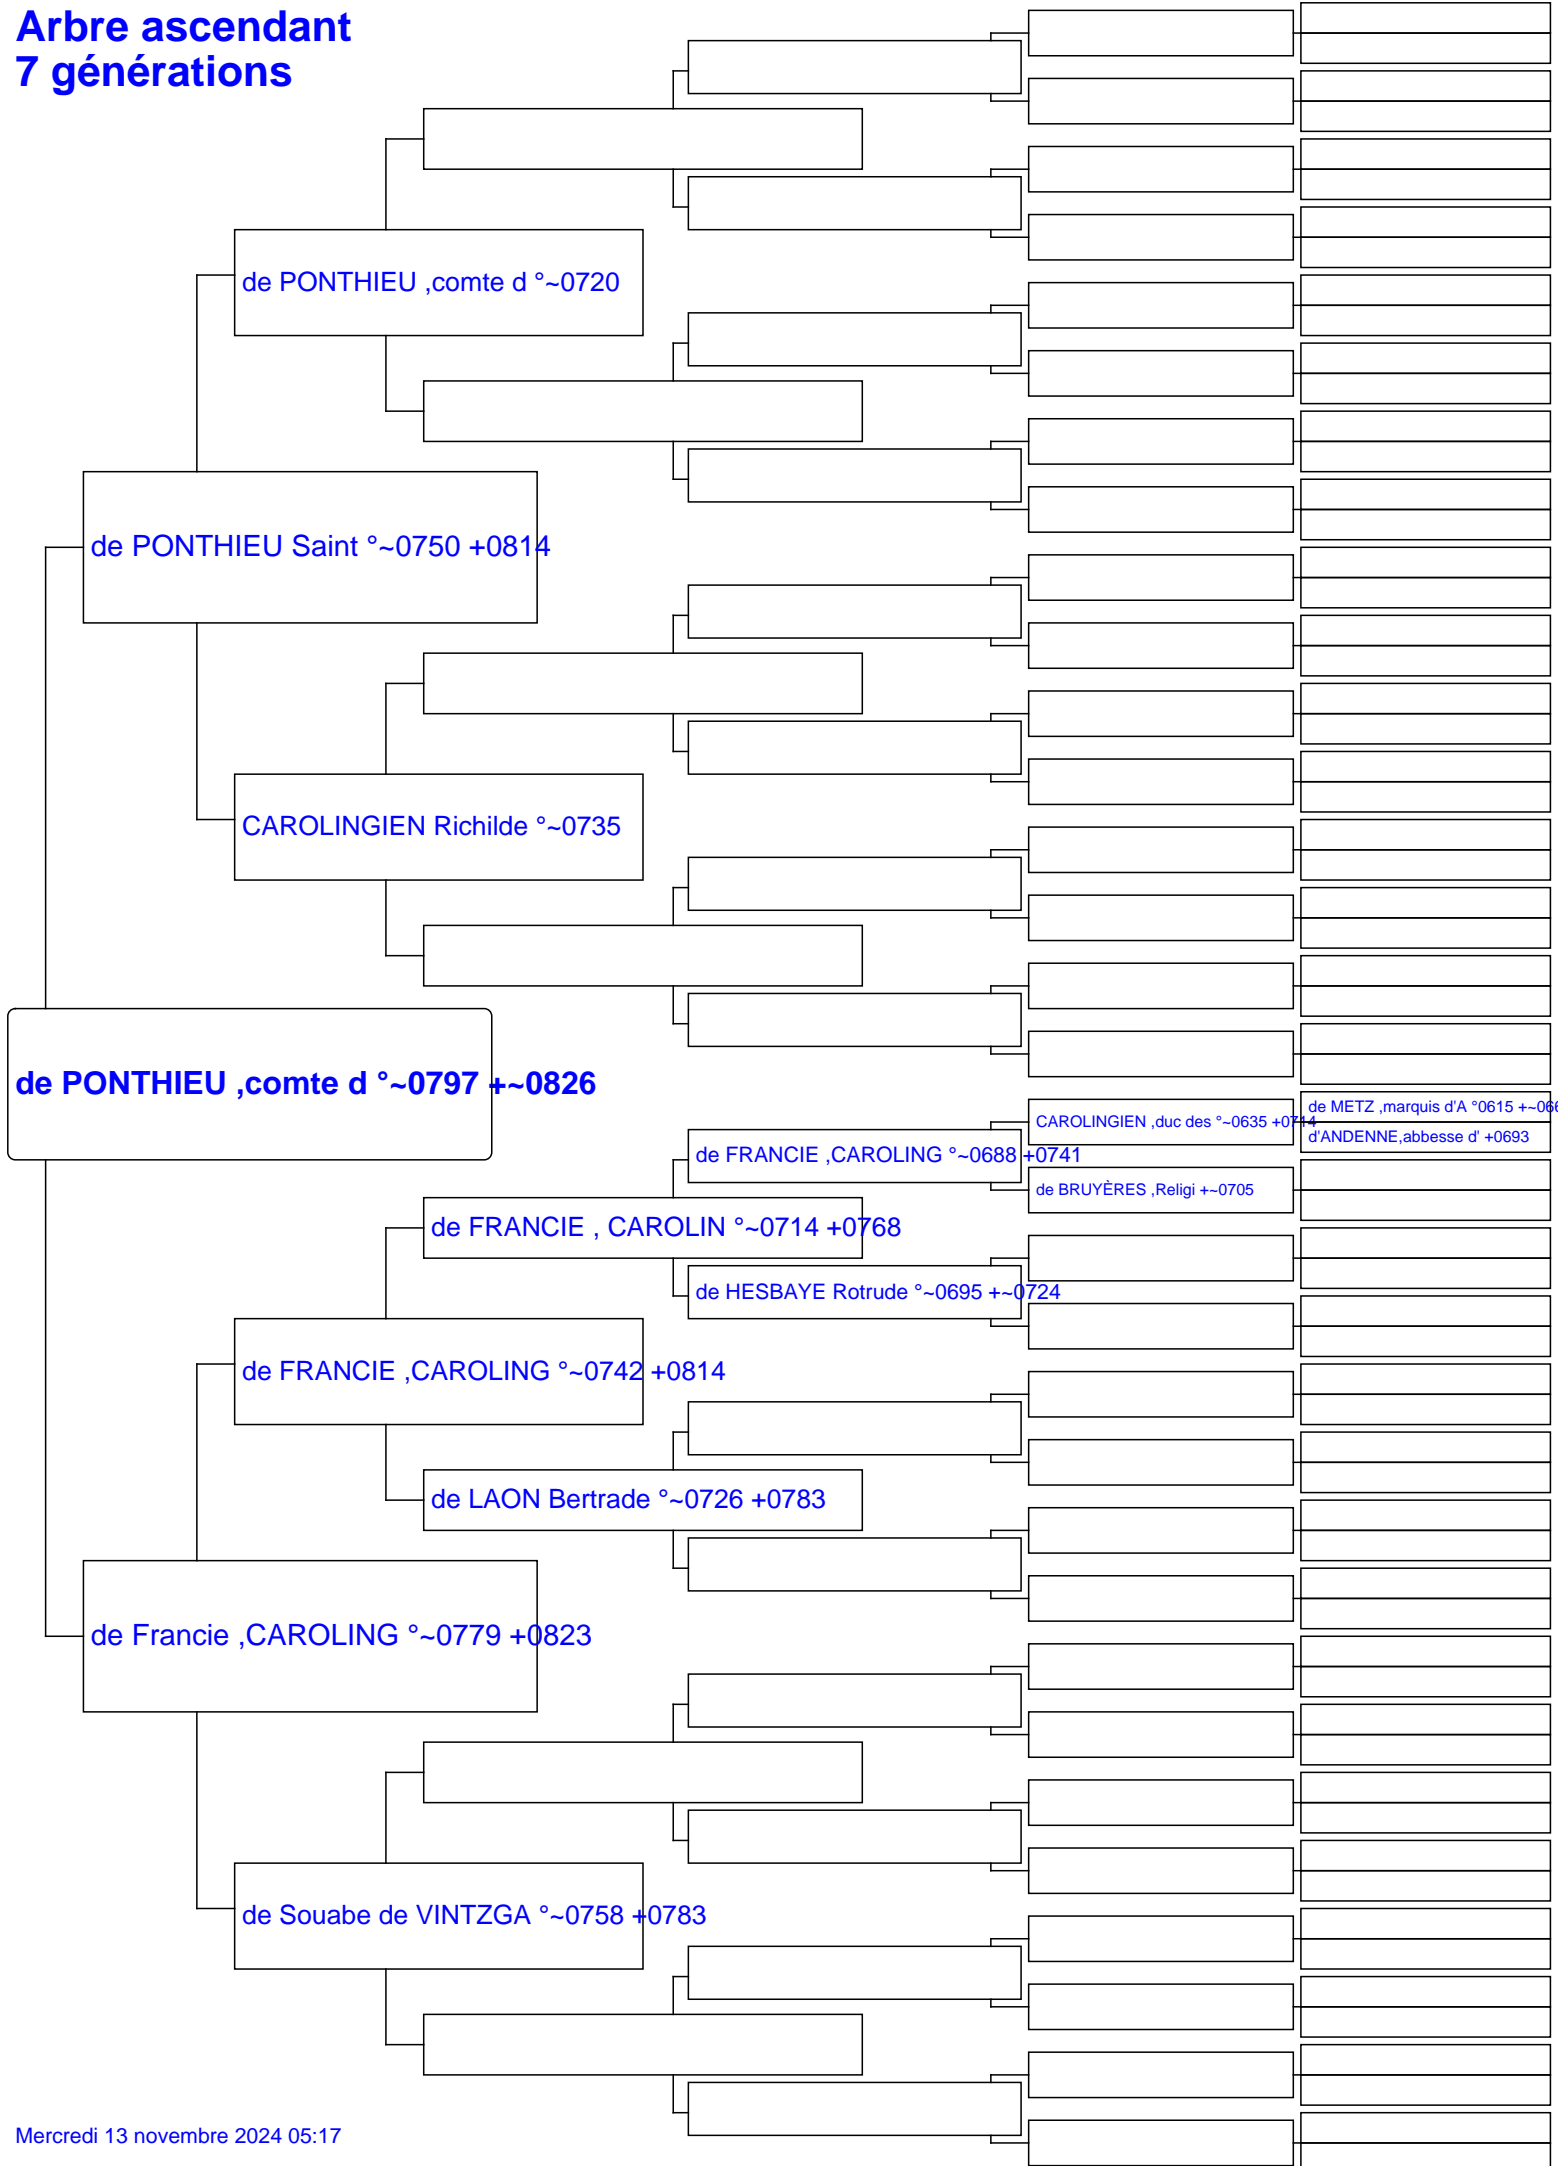 Arbre ascendant
7 générations
de PONTHIEU ,comte d °~0720
de PONTHIEU Saint °~0750 +0814
CAROLINGIEN Richilde °~0735
de PONTHIEU ,comte d °~0797 +~0826
de METZ ,marquis d'A °0615 +~06
CAROLINGIEN ,duc des °~0635 +0714
d'ANDENNE,abbesse d' +0693
de FRANCIE ,CAROLING °~0688 +0741
de BRUYÈRES ,Religi +~0705
de FRANCIE , CAROLIN °~0714 +0768
de HESBAYE Rotrude °~0695 +~0724
de FRANCIE ,CAROLING °~0742 +0814
de LAON Bertrade °~0726 +0783
de Francie ,CAROLING °~0779 +0823
de Souabe de VINTZGA °~0758 +0783
Mercredi 13 novembre 2024 05:17